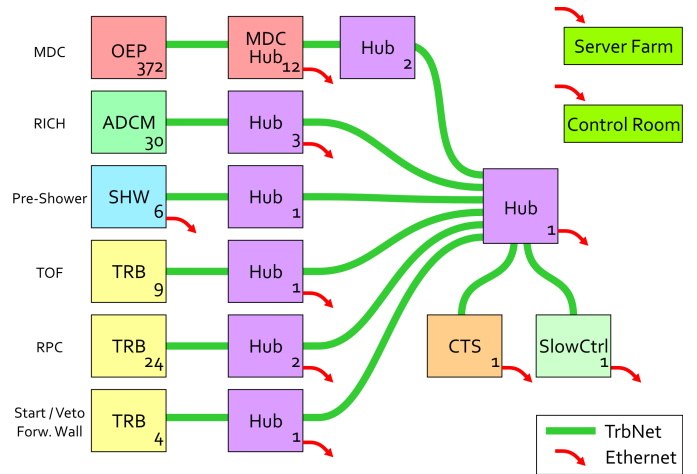 MDC
OEP
372
MDC
Hub
12
Hub
2
Server Farm
RICH
ADCM
30
Hub
3
Control Room
Pre-Shower
SHW
6
Hub
1
Hub
1
TOF
TRB
9
Hub
1
RPC
TRB
24
Hub
2
CTS
1
SlowCtrl
1
Start / Veto
Forw. Wall
TRB
4
Hub
1
TrbNet
Ethernet